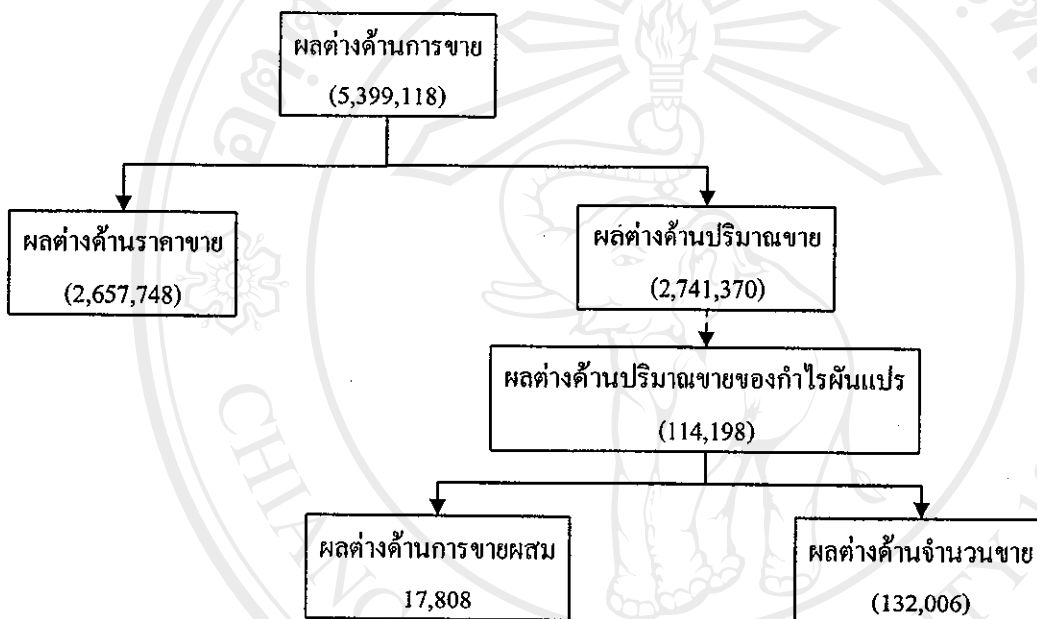 ผลต่างด้านการขาย
(5,399,118)
ผลต่างด้านราคาขาย
(2,657,748)
ผลต่างด้านปริมาณขาย
(2,741,370)
ผลต่างด้านปริมาณขายของกำไรผันแปร
(114,198)
ผลต่างด้านการขายผสม
17,808
ผลต่างด้านจำนวนขาย
(132,006)